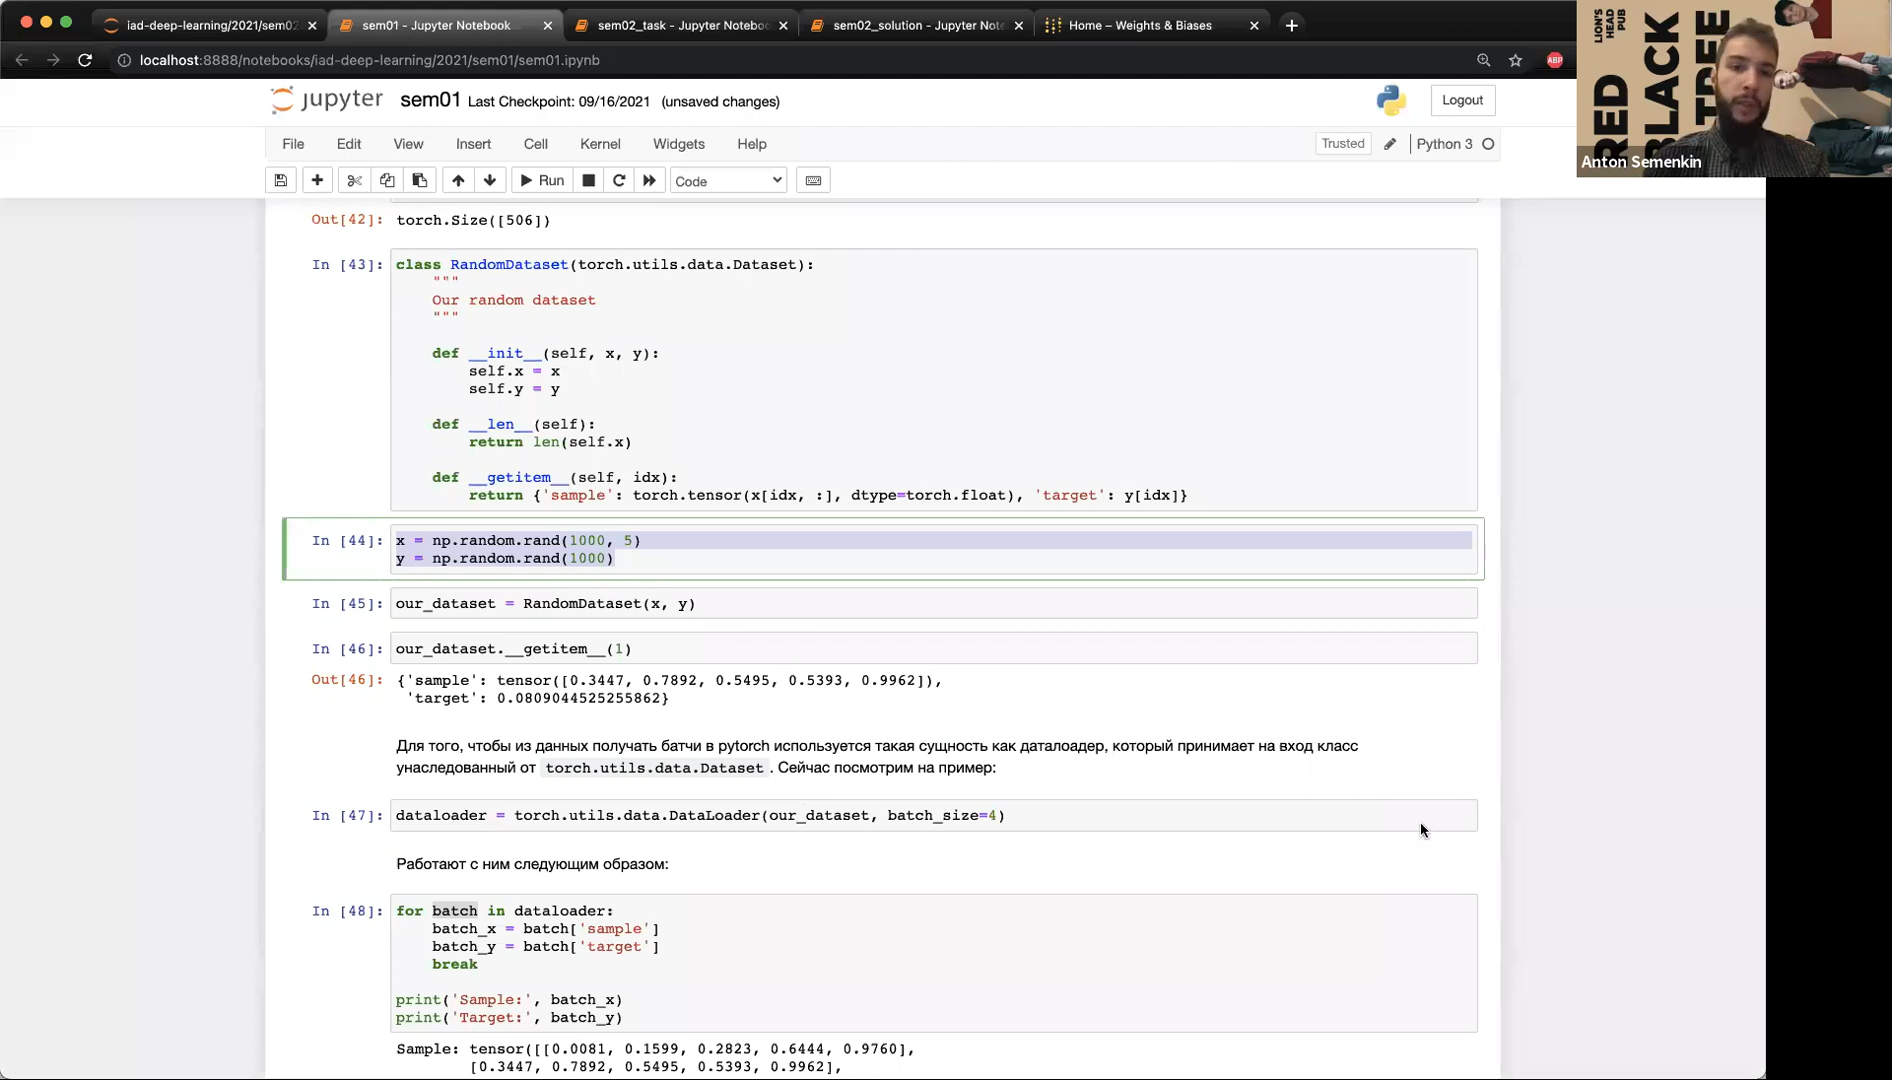 iad-deep-learning/2021/sem02
sem01 - Jupyter Notebook
sem02_task - Jupyter Noteboo
sem02_solution - Jupyter Note
Home – Weights & Biases
localhost:8888/notebooks/iad-deep-learning/2021/sem01/sem01.ipynb
ABP
jupyter sem01 Last Checkpoint: 09/16/2021 (unsaved changes)
Logout
File Edit View Insert Cell Kernel Widgets Help
Trusted Python 3
Run Code
LION'S HEAD PUB
RED
BLACK
TREE
Anton Semenkin
Out[42]: torch.Size([506])
In [43]: class RandomDataset(torch.utils.data.Dataset):
"""
Our random dataset
"""
def __init__(self, x, y):
self.x = x
self.y = y
def __len__(self):
return len(self.x)
def __getitem__(self, idx):
return {'sample': torch.tensor(x[idx, :], dtype=torch.float), 'target': y[idx]}
In [44]: x = np.random.rand(1000, 5)
y = np.random.rand(1000)
In [45]: our_dataset = RandomDataset(x, y)
In [46]: our_dataset.__getitem__(1)
Out[46]: {'sample': tensor([0.3447, 0.7892, 0.5495, 0.5393, 0.9962]),
'target': 0.0809044525255862}
Для того, чтобы из данных получать батчи в pytorch используется такая сущность как даталоадер, который принимает на вход класс
унаследованный от torch.utils.data.Dataset. Сейчас посмотрим на пример:
In [47]: dataloader = torch.utils.data.DataLoader(our_dataset, batch_size=4)
Работают с ним следующим образом:
In [48]: for batch in dataloader:
batch_x = batch['sample']
batch_y = batch['target']
break
print('Sample:', batch_x)
print('Target:', batch_y)
Sample: tensor([[0.0081, 0.1599, 0.2823, 0.6444, 0.9760],
[0.3447, 0.7892, 0.5495, 0.5393, 0.9962],